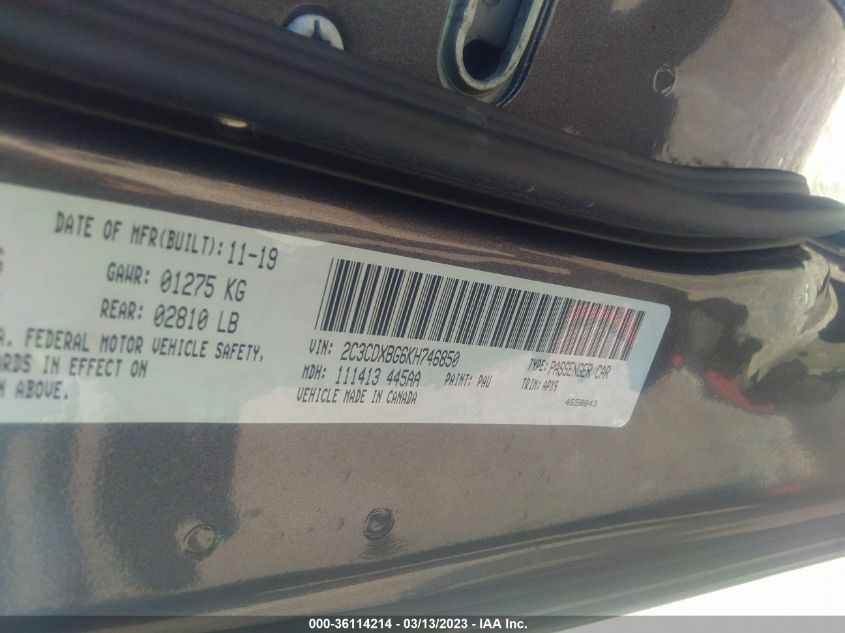 DATE OF MFR(BUILT): 11-19
GAWR: 01275 KG
REAR: 02810 LB
A. FEDERAL MOTOR VEHICLE SAFETY,
ARDS IN EFFECT ON
N ABOVE.
VIN: 2C3CDXBG6KH746850
MDH: 111413 445AA
PAINT: PAU
VEHICLE MADE IN CANADA
TYPE: PASSENGER CAR
TRIM: APX9
4658843
000-36114214 - 03/13/2023 - IAA Inc.